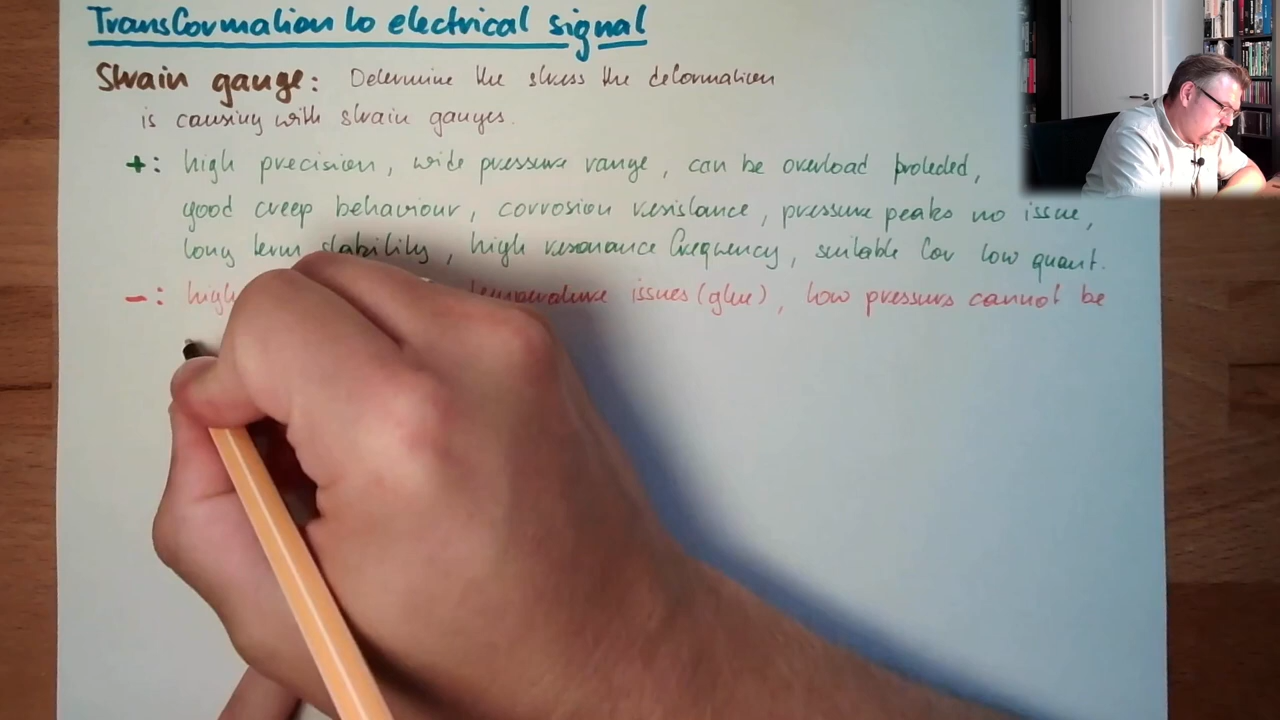 Transformation to electrical signal
Strain gauge: Determine the stress the deformation
is causing with strain gauges.
+: high precision, wide pressure range, can be overload protected,
good creep behaviour, corrosion resistance, pressure peaks no issue,
long term stability, high resonance frequency, suitable for low quant.
-: high temperature issues (glue), low pressures cannot be